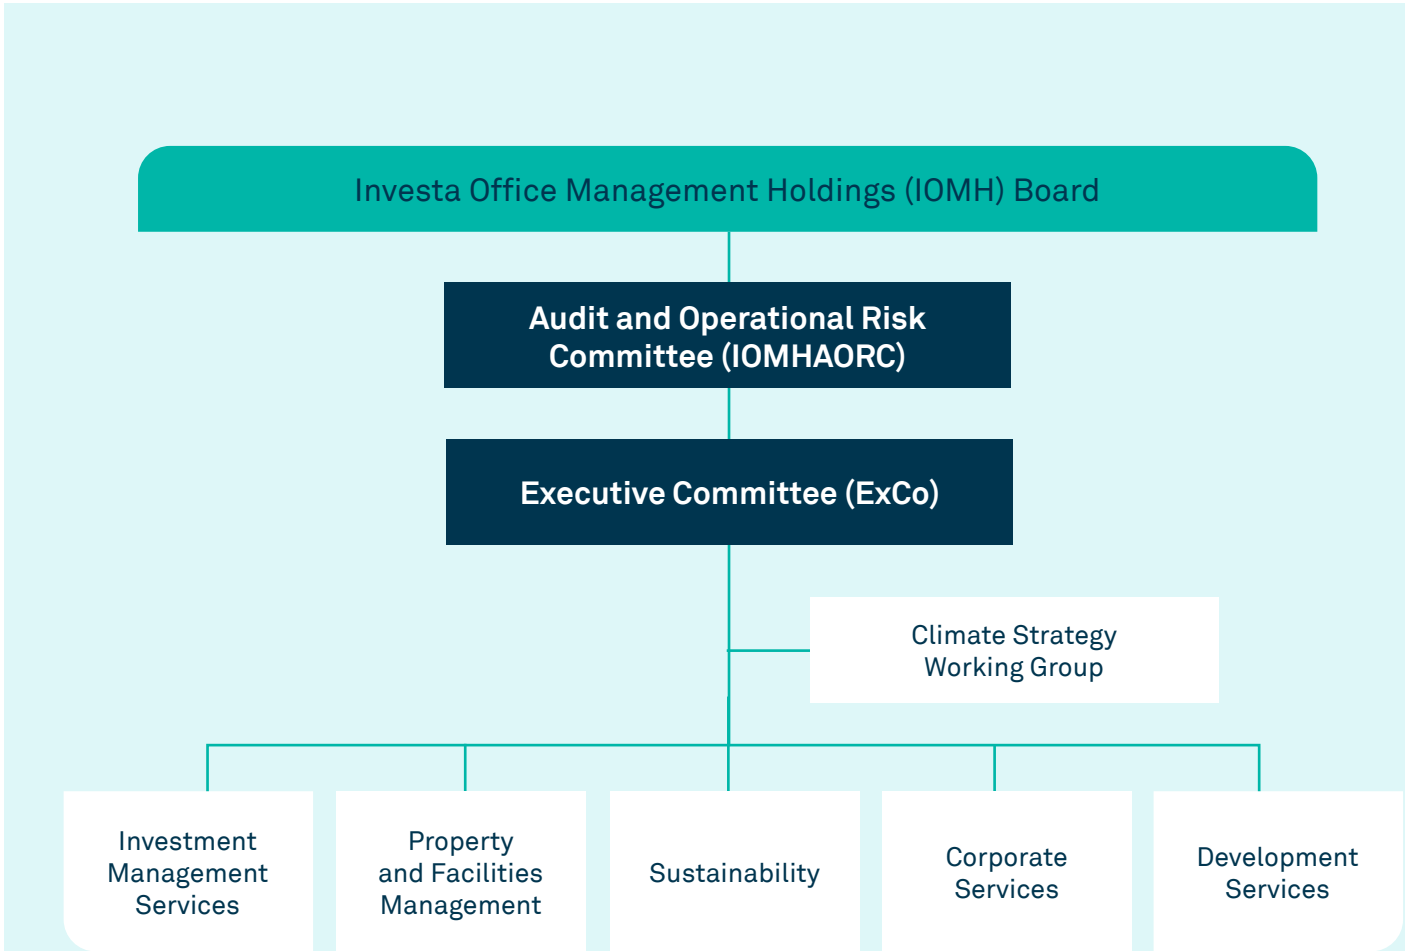 Investa Office Management Holdings (IOMH) Board
Audit and Operational Risk
Committee (IOMHAORC)
Executive Committee (ExCo)
Climate Strategy
Working Group
Investment
Management
Services
Property
and Facilities
Management
Sustainability
Corporate
Services
Development
Services